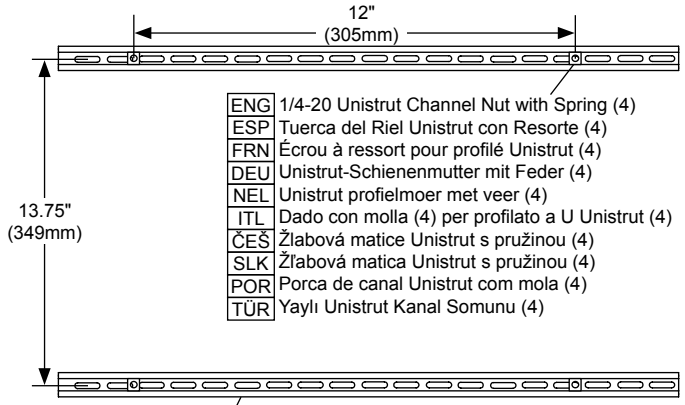 12"
(305mm)
ENG 1/4-20 Unistrut Channel Nut with Spring (4)
ESP Tuerca del Riel Unistrut con Resorte (4)
FRN Écrou à ressort pour profilé Unistrut (4)
DEU Unistrut-Schienenmutter mit Feder (4)
NEL Unistrut profielmoer met veer (4)
ITL Dado con molla (4) per profilato a U Unistrut (4)
ČEŠ Žlabová matice Unistrut s pružinou (4)
SLK Žľabová matica Unistrut s pružinou (4)
POR Porca de canal Unistrut com mola (4)
TÜR Yaylı Unistrut Kanal Somunu (4)
13.75"
(349mm)